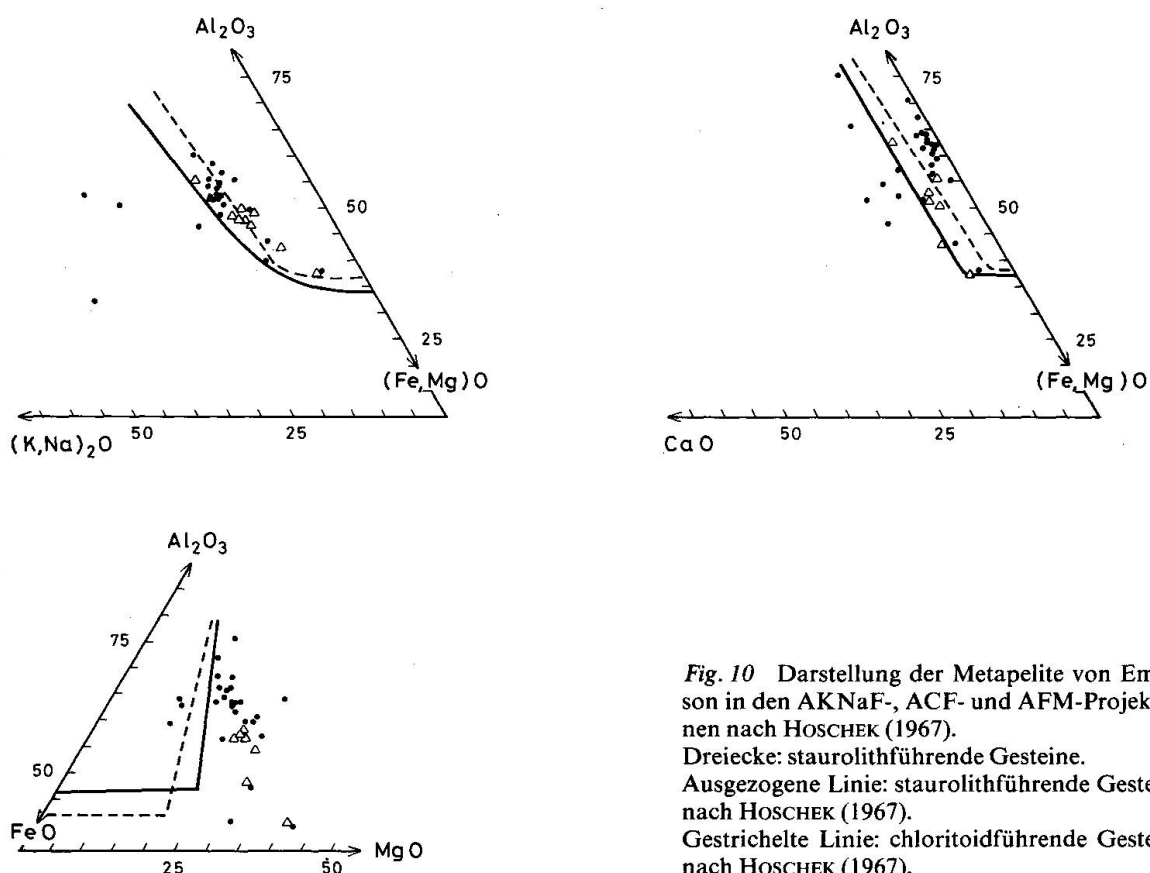 Al2O3
75
50
25
(Fe,Mg)O
50
25
(K,Na)2O
Al2O3
75
50
25
(Fe,Mg)O
50
25
CaO
Al2O3
75
50
FeO
25
50
MgO
Fig. 10 Darstellung der Metapelite von Em
son in den AKNaF-, ACF- und AFM-Projek
nen nach HOSCHEK (1967).
Dreiecke: staurolithführende Gesteine.
Ausgezogene Linie: staurolithführende Geste
nach HOSCHEK (1967).
Gestrichelte Linie: chloritoidführende Geste
nach HOSCHEK (1967).